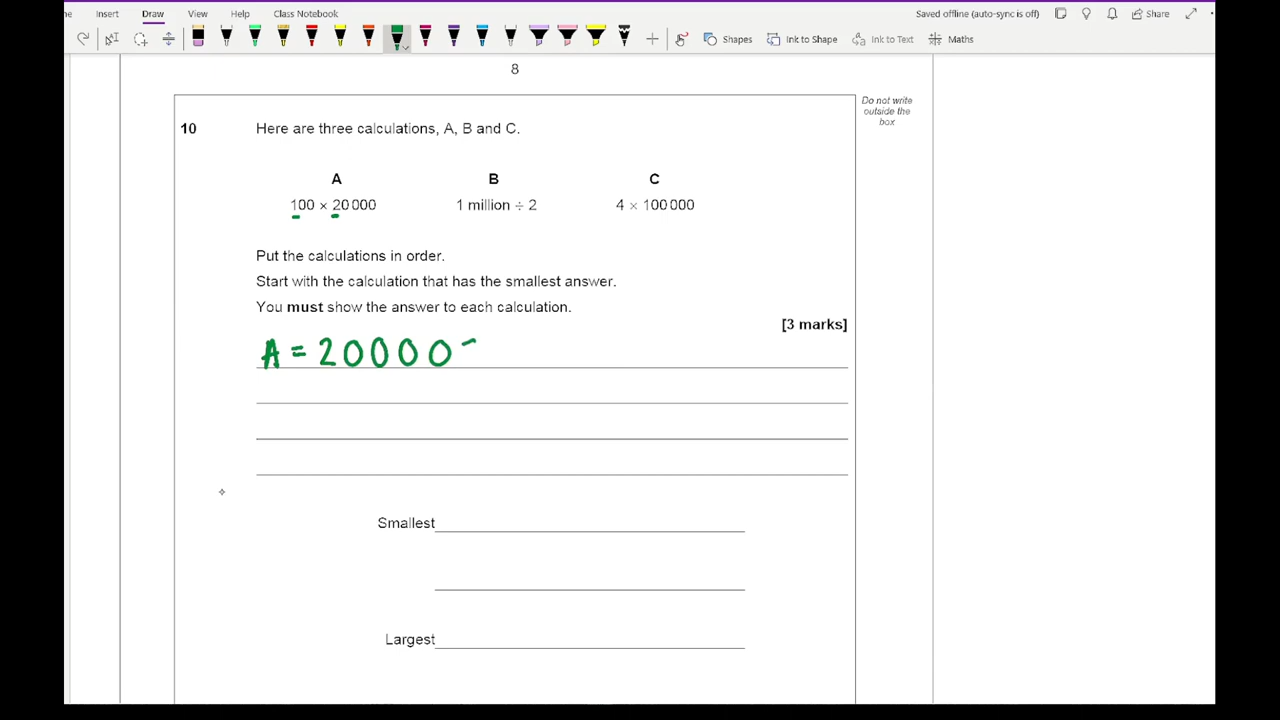 me Insert Draw View Help Class Notebook Saved offline (auto-sync is off) Share
Shapes Ink to Shape Ink to Text Maths
8
Do not write
outside the
box
10 Here are three calculations, A, B and C.
A B C
100 × 20 000 1 million ÷ 2 4 × 100 000
Put the calculations in order.
Start with the calculation that has the smallest answer.
You must show the answer to each calculation.
[3 marks]
A = 20000
Smallest
Largest